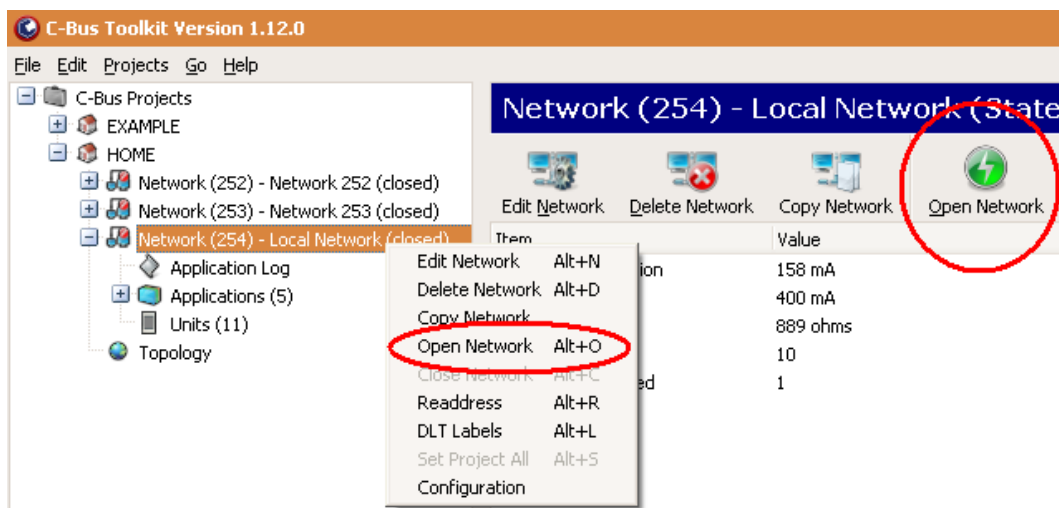 C-Bus Toolkit Version 1.12.0
File Edit Projects Go Help
C-Bus Projects
EXAMPLE
HOME
Network (252) - Network 252 (closed)
Network (253) - Network 253 (closed)
Network (254) - Local Network (closed)
Application Log
Applications (5)
Units (11)
Topology
Network (254) - Local Network (State
Edit Network Delete Network Copy Network Open Network
Item Value
ion 158 mA
400 mA
889 ohms
10
ed 1
Edit Network Alt+N
Delete Network Alt+D
Copy Network
Open Network Alt+O
Close Network Alt+C
Readdress Alt+R
DLT Labels Alt+L
Set Project All Alt+S
Configuration